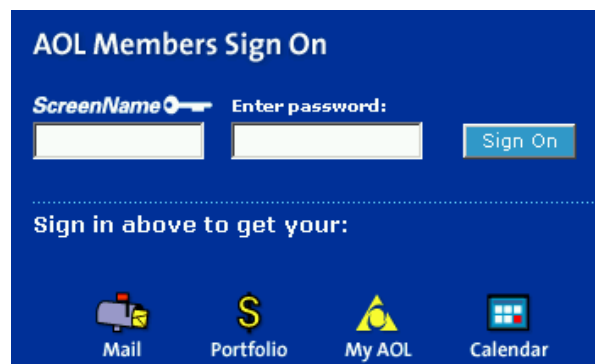 AOL Members Sign On
ScreenName Enter password:
Sign On
Sign in above to get your:
Mail Portfolio My AOL Calendar